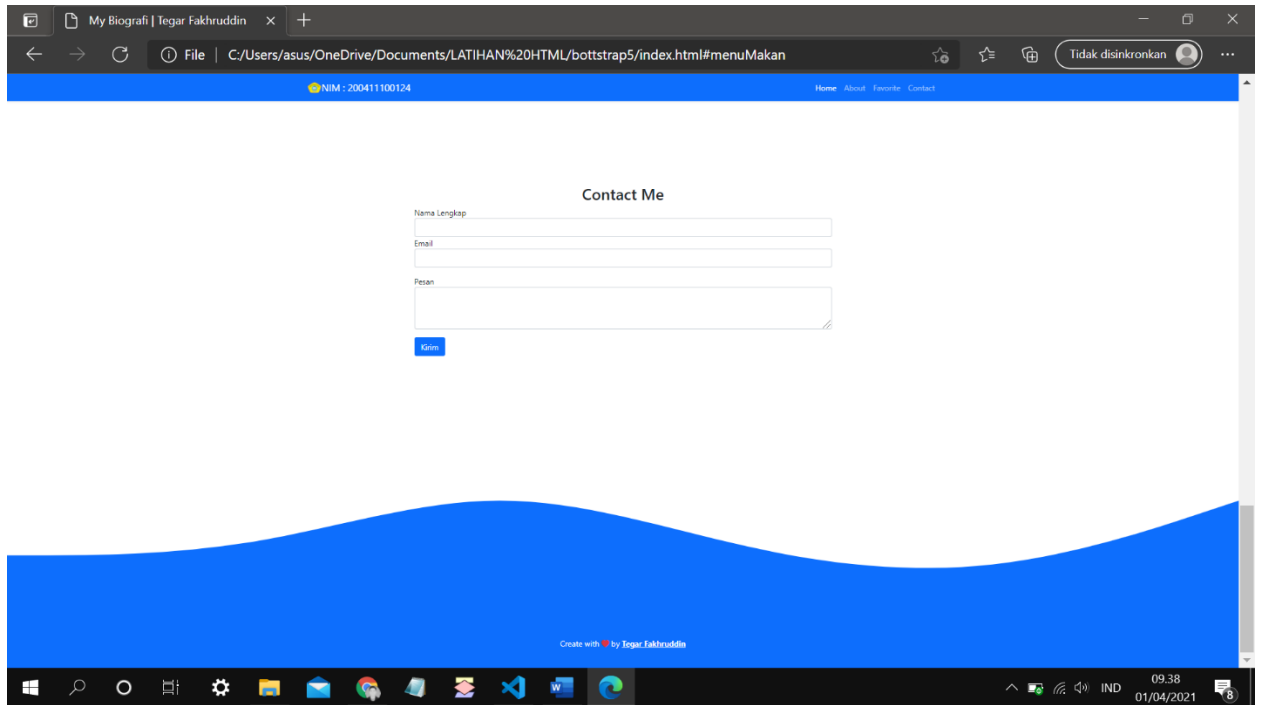 My Biografi | Tegar Fakhruddin
File | C:/Users/asus/OneDrive/Documents/LATIHAN%20HTML/bottstrap5/index.html#menuMakan
Tidak disinkronkan
NIM : 200411100124
Home About Favorite Contact
Contact Me
Nama Lengkap
Email
Pesan
Kirim
Create with by Tegar Fakhruddin
IND
09.38
01/04/2021
8